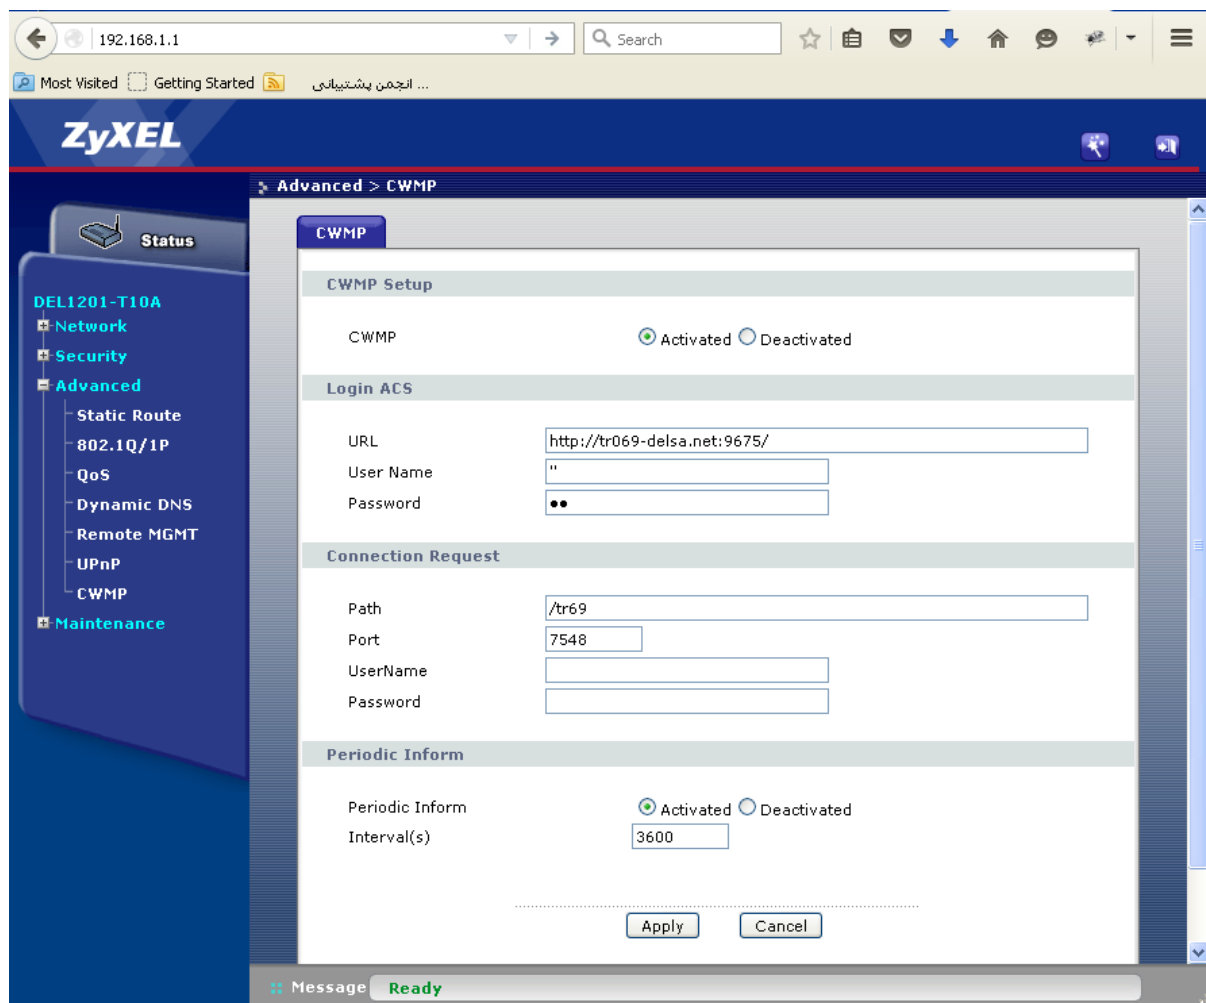 192.168.1.1
Search
Most Visited Getting Started انجمن پشتیبانی ...
ZyXEL
Advanced > CWMP
Status
CWMP
CWMP Setup
DEL1201-T10A
Network
CWMP Activated Deactivated
Security
Advanced
Login ACS
Static Route
URL http://tr069-delsa.net:9675/
802.1Q/1P
User Name "
QoS
Password ●●
Dynamic DNS
Remote MGMT
Connection Request
UPnP
CWMP
Path /tr69
Maintenance
Port 7548
UserName
Password
Periodic Inform
Periodic Inform Activated Deactivated
Interval(s) 3600
Apply Cancel
Message Ready